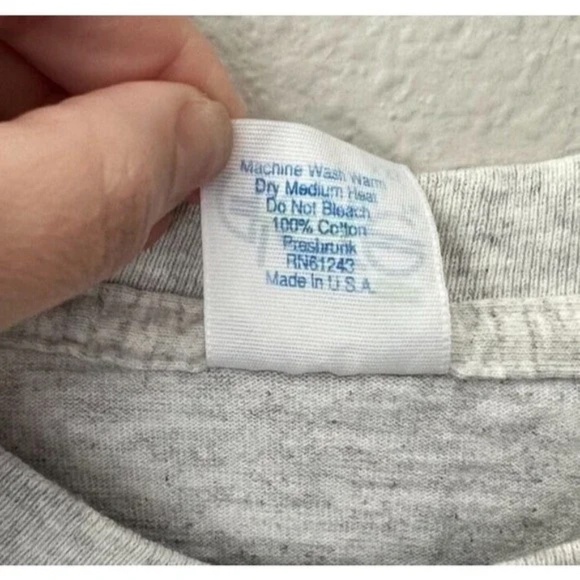 Machine Wash Warm
Dry Medium Heat
Do Not Bleach
100% Cotton
Preshrunk
RN61243
Made In U.S.A.